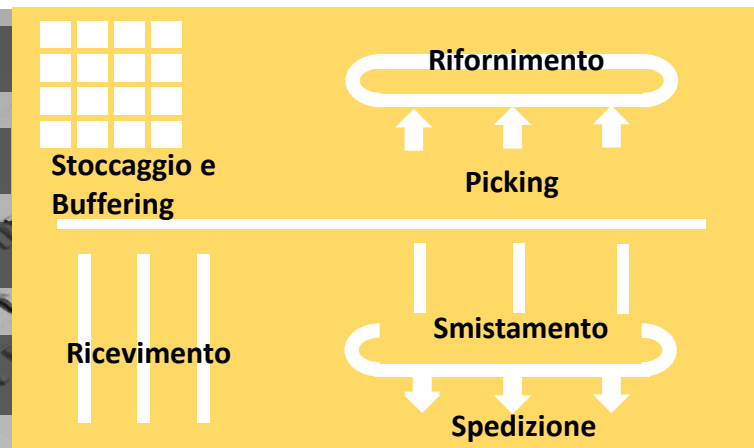 Rifornimento
Stoccaggio e
Buffering
Picking
Ricevimento
Smistamento
Spedizione